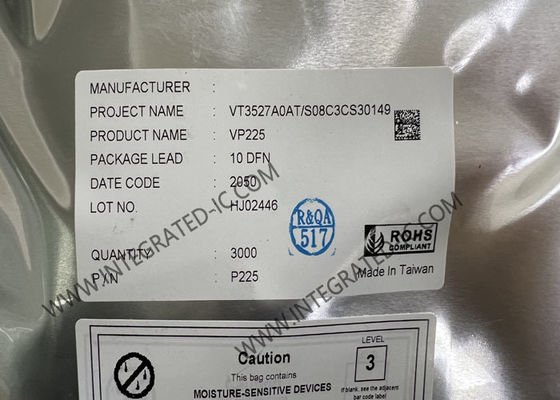 MANUFACTURER :
PROJECT NAME : VT3527A0AT/S08C3CS30149
PRODUCT NAME : VP225
PACKAGE LEAD : 10 DFN
DATE CODE : 2050
LOT NO. : HJ02446
R&QA
517
QUANTITY : 3000
P/N : P225
ROHS
COMPLIANT
Made In Taiwan
WWW.INTEGRATED-IC.COM
WWW.INTEGRATED-IC.COM
Caution
This bag contains
MOISTURE-SENSITIVE DEVICES
LEVEL
3
If blank, see the adjacent
bar code label